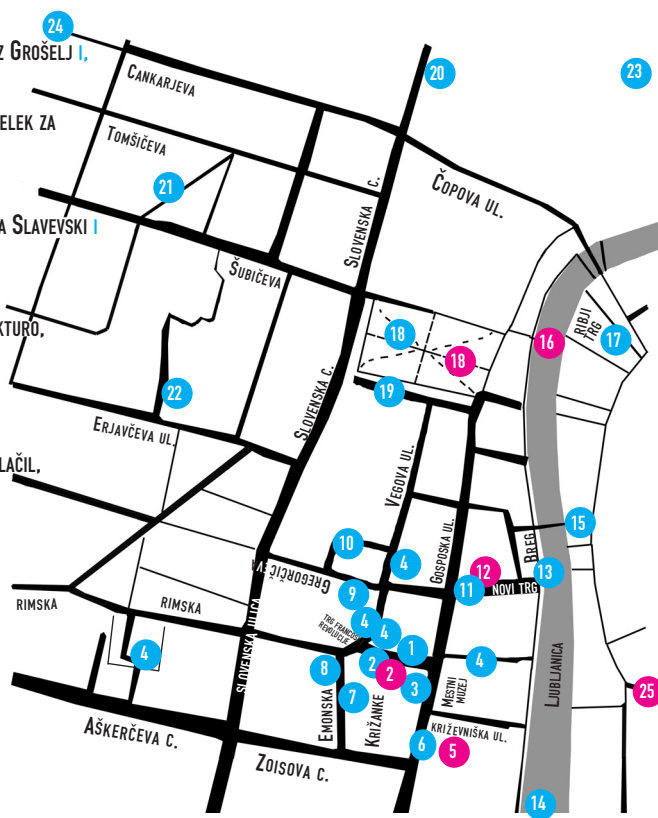 24
z Grošelj |,
20
23
Cankarjeva
elek za
Tomšičeva
Slovenska c.
Čopova ul.
21
a Slavevski |
Šubičeva
kturo,
18
18
16
Ribji
trg
17
19
22
Slovenska c.
Erjavčeva ul.
lačil,
Vegova ul.
Gosposka ul.
10
4
12
Breg
15
13
11
Novi trg
Gregorčičeva
9
Rimska
Rimska
Slovenska ulica
4
Trg francoske
revolucije
4
4
1
2
2
3
4
Mestni
muzej
Ljubljanica
8
7
Emonska
Križanke
25
Križevniška ul.
6
5
Aškerčeva c.
Zoisova c.
14